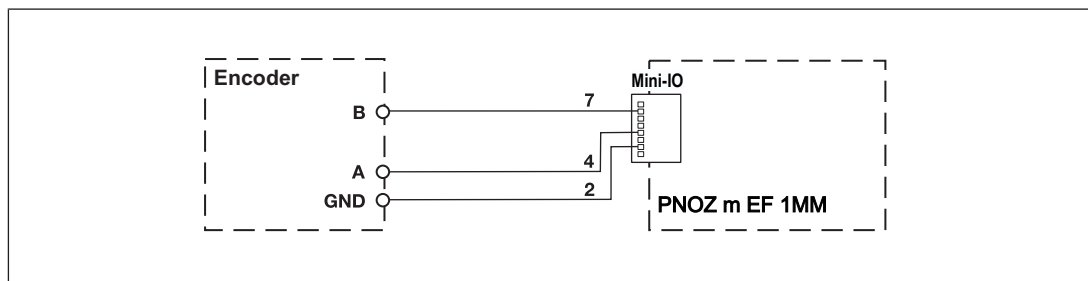 Encoder
Mini-IO
B
7
A
4
GND
2
PNOZ m EF 1MM